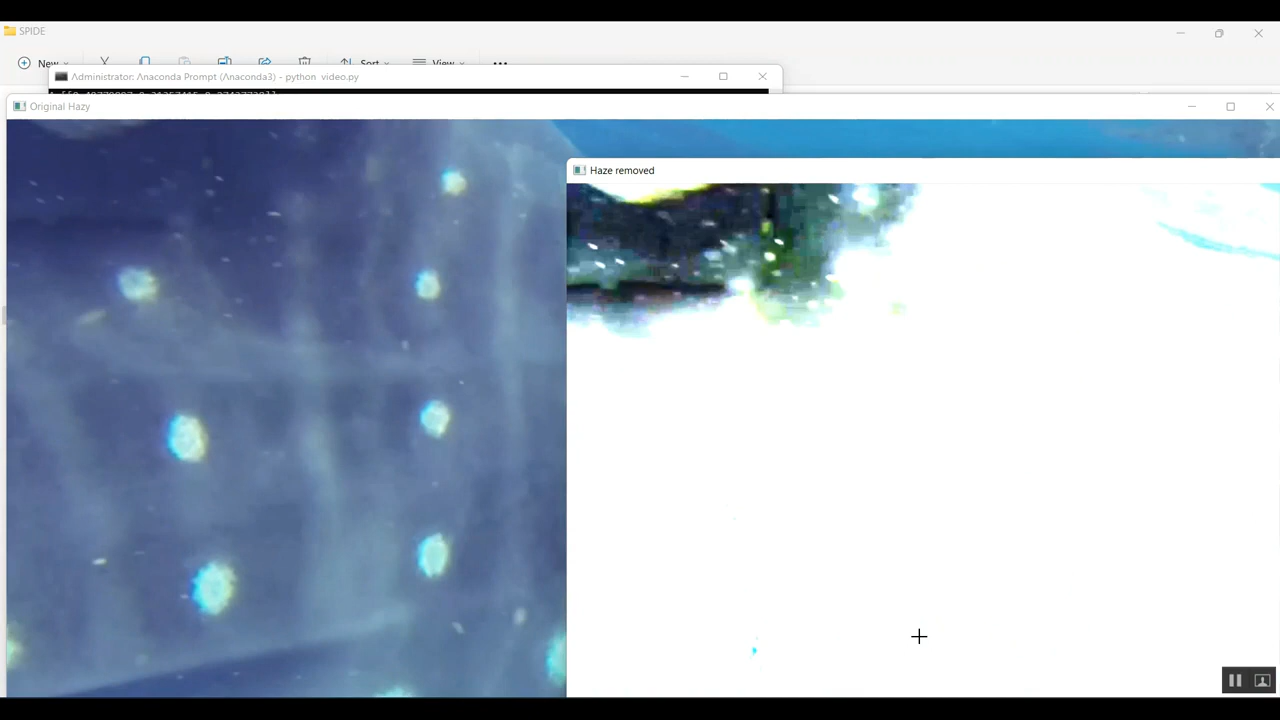 SPIDE
New
Sort
View
Administrator: Anaconda Prompt (Anaconda3) - python video.py
Original Hazy
Haze removed